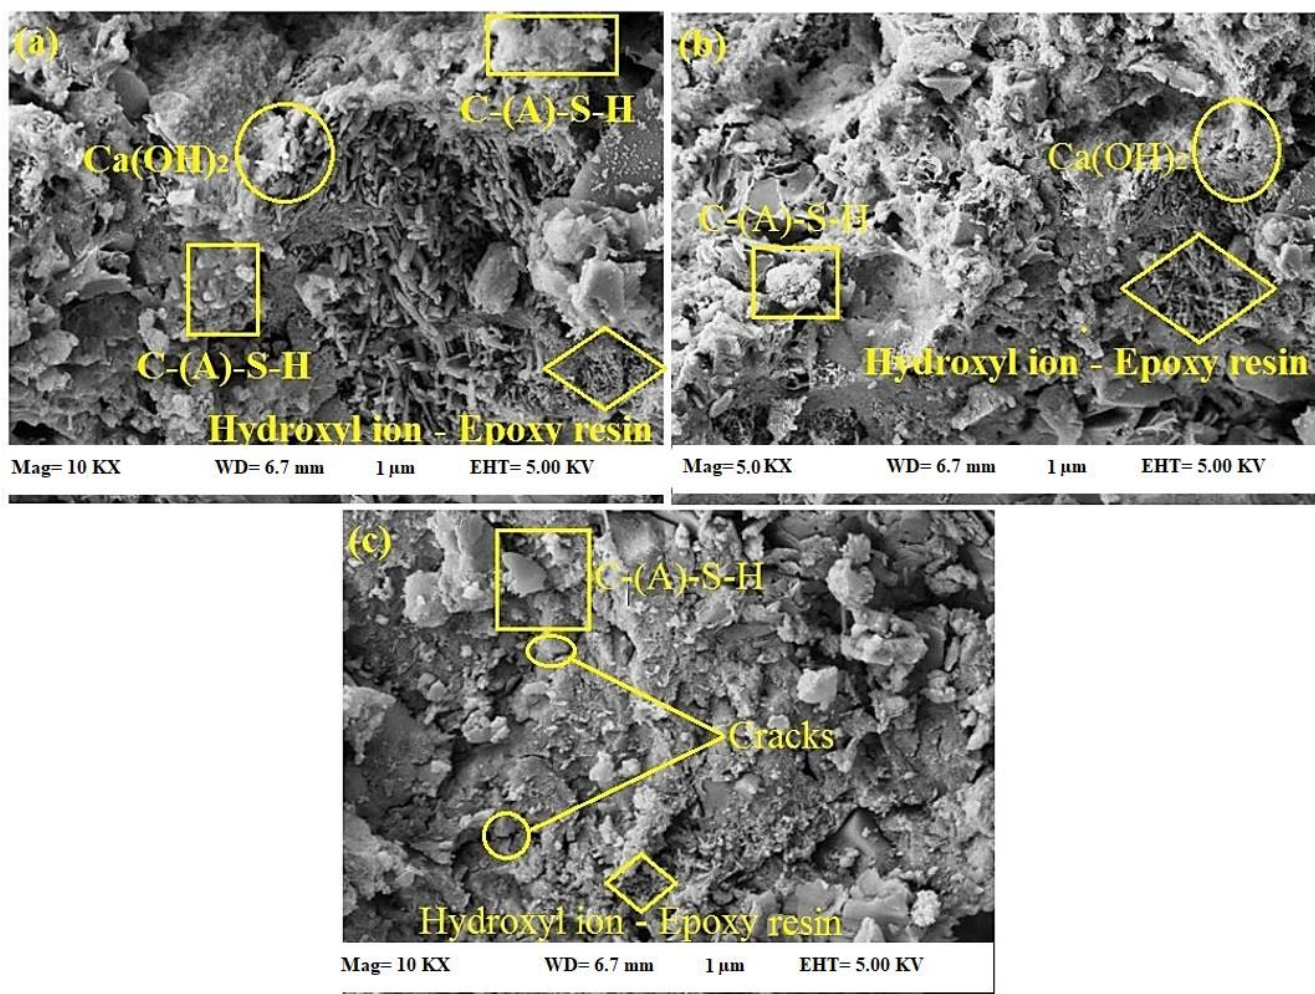 (a)
C-(A)-S-H
Ca(OH)₂
C-(A)-S-H
Hydroxyl ion - Epoxy resin
Mag= 10 KX WD= 6.7 mm 1 µm EHT= 5.00 KV
(b)
Ca(OH)₂
C-(A)-S-H
Hydroxyl ion - Epoxy resin
Mag=5.0 KX WD= 6.7 mm 1 µm EHT= 5.00 KV
(c)
C-(A)-S-H
Cracks
Hydroxyl ion - Epoxy resin
Mag= 10 KX WD= 6.7 mm 1 µm EHT= 5.00 KV